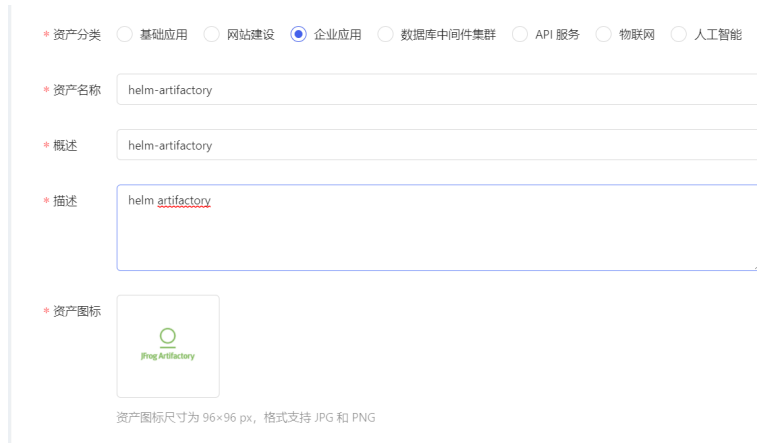 * 资产分类 基础应用 网站建设 企业应用 数据库中间件集群 API 服务 物联网 人工智能
* 资产名称 helm-artifactory
* 概述 helm-artifactory
* 描述 helm artifactory
* 资产图标
JFrog Artifactory
资产图标尺寸为 96×96 px，格式支持 JPG 和 PNG